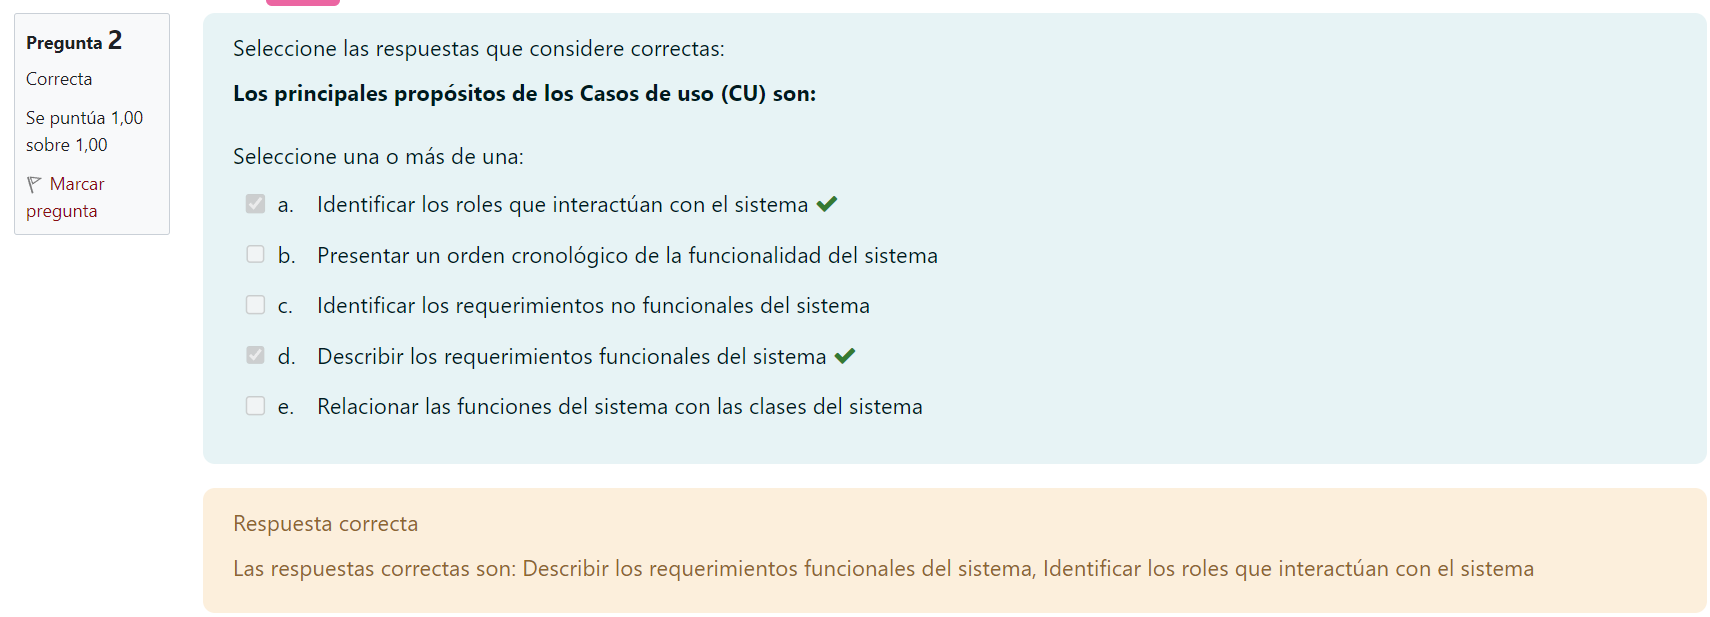 Pregunta 2
Correcta
Se puntúa 1,00
sobre 1,00
Marcar
pregunta
Seleccione las respuestas que considere correctas:
Los principales propósitos de los Casos de uso (CU) son:
Seleccione una o más de una:
a. Identificar los roles que interactúan con el sistema
b. Presentar un orden cronológico de la funcionalidad del sistema
c. Identificar los requerimientos no funcionales del sistema
d. Describir los requerimientos funcionales del sistema
e. Relacionar las funciones del sistema con las clases del sistema
Respuesta correcta
Las respuestas correctas son: Describir los requerimientos funcionales del sistema, Identificar los roles que interactúan con el sistema